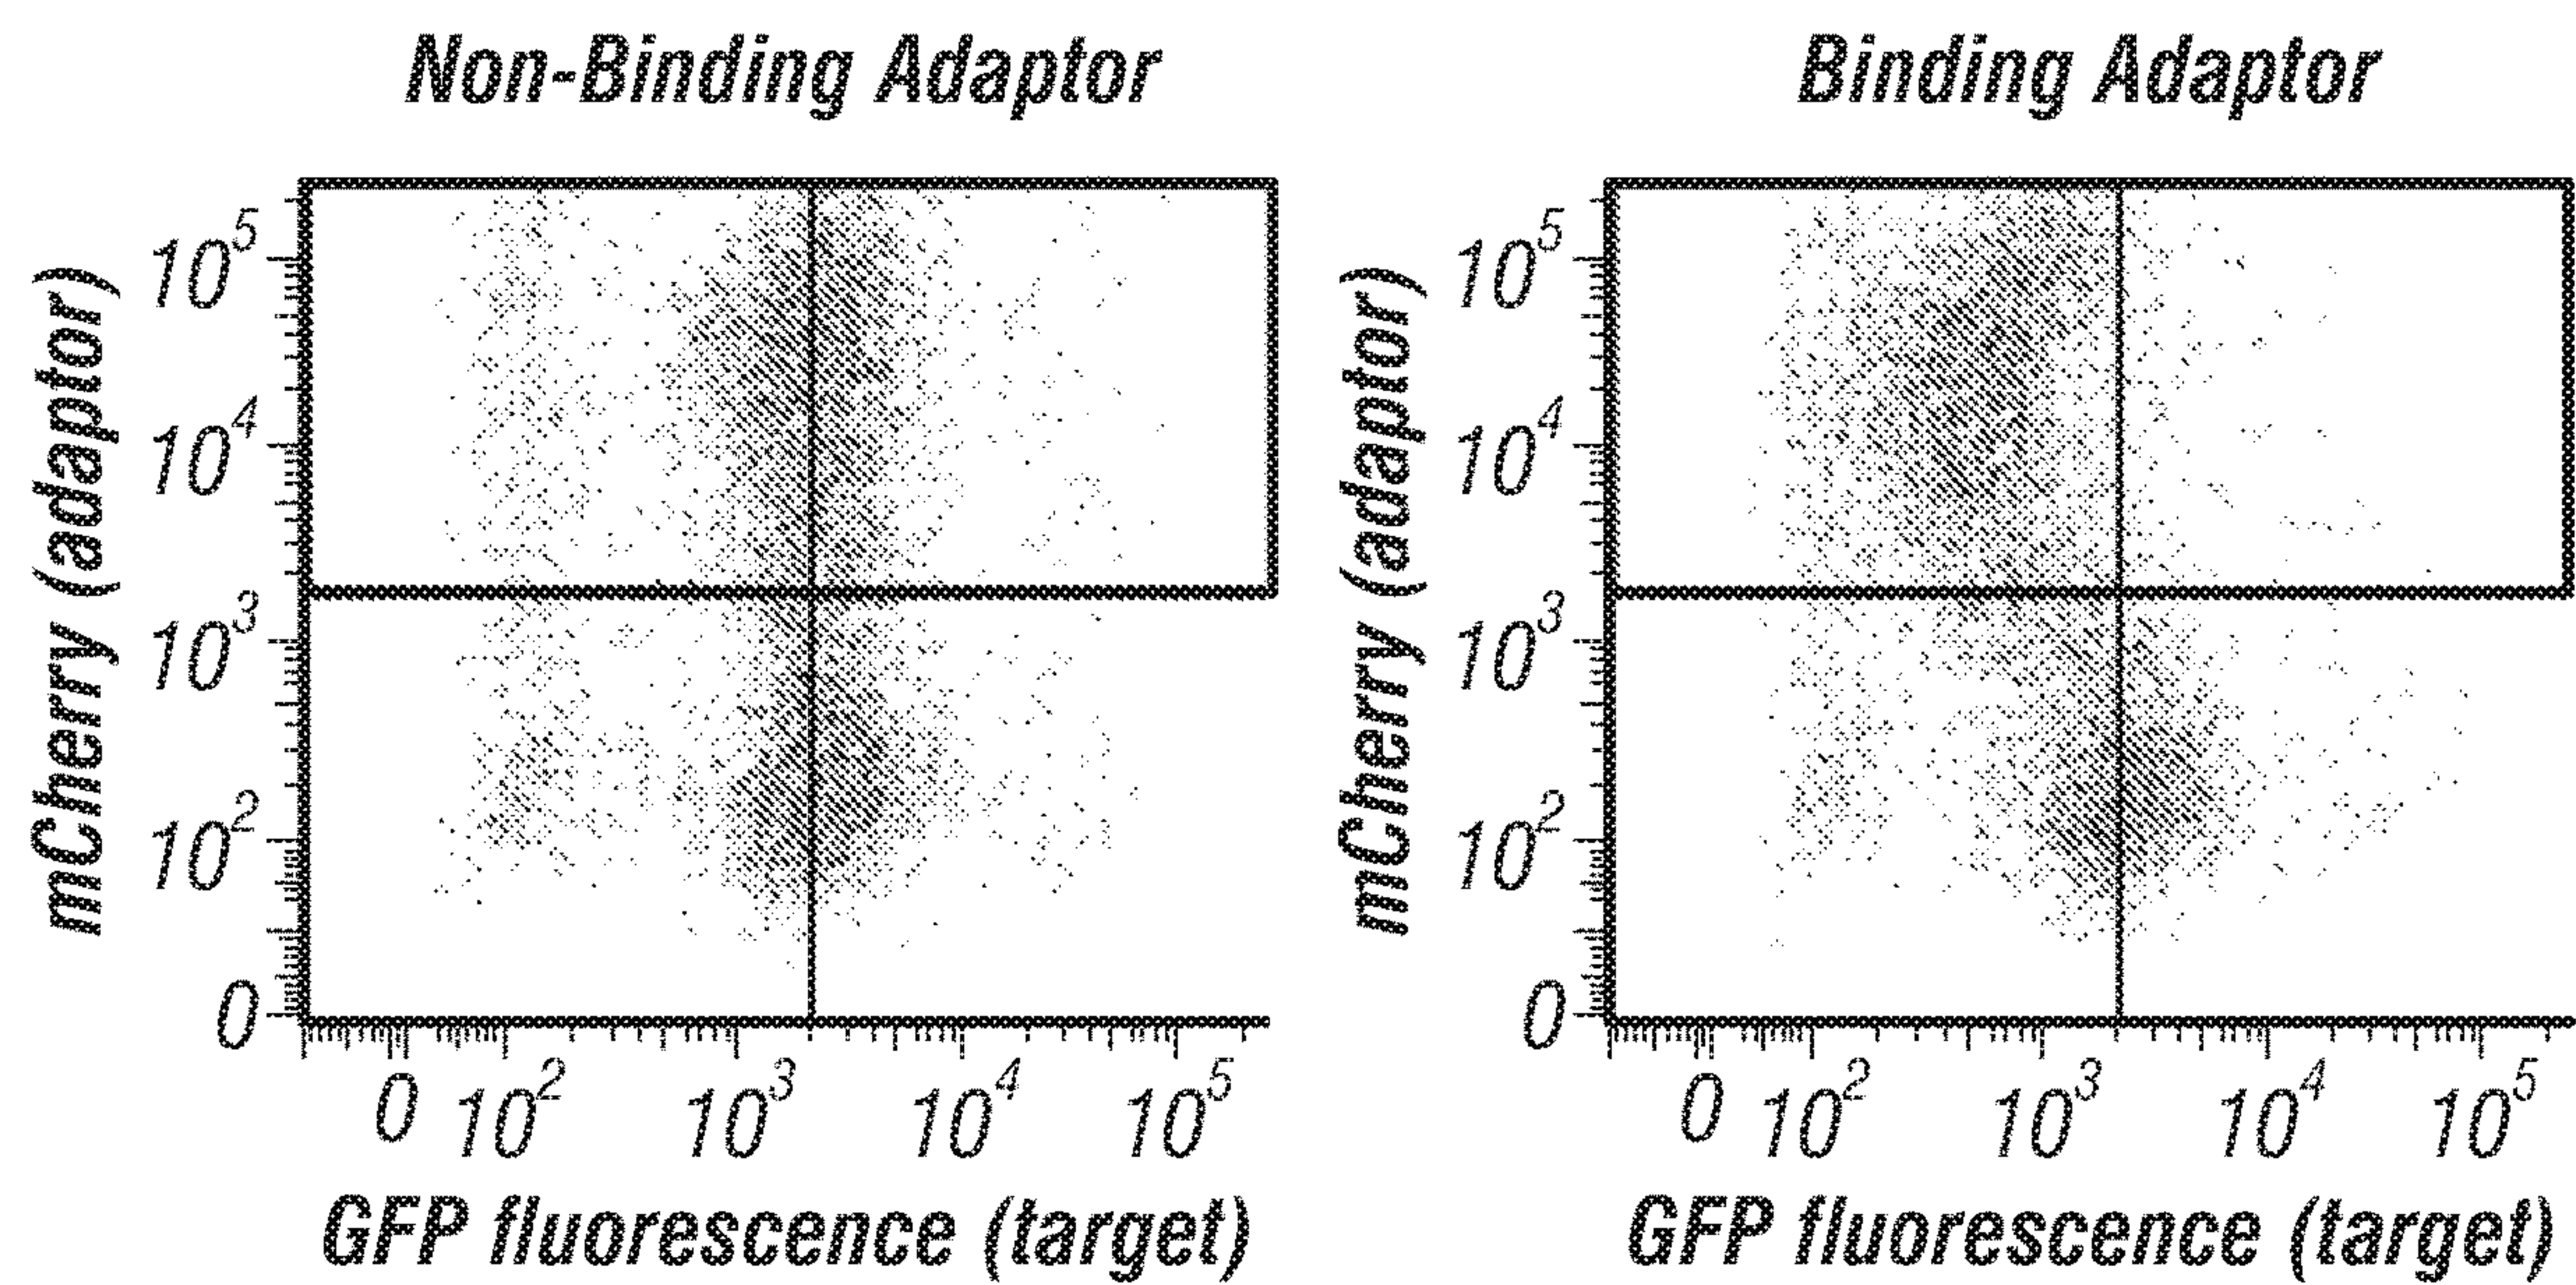 Non-Binding Adaptor
Binding Adaptor
mCherry (adaptor)
10^5
10^4
10^3
10^2
0
0 10^2 10^3 10^4 10^5
GFP fluorescence (target)
mCherry (adaptor)
10^5
10^4
10^3
10^2
0
0 10^2 10^3 10^4 10^5
GFP fluorescence (target)